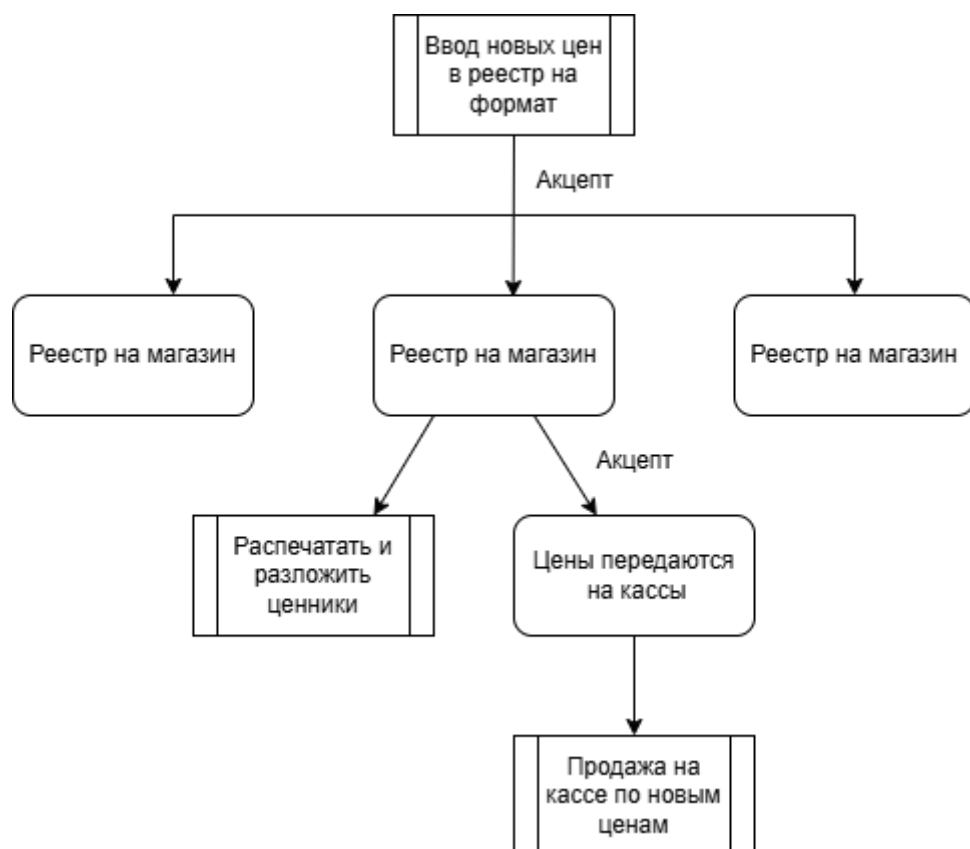 Ввод новых цен
в реестр на
формат
Акцепт
Реестр на магазин
Реестр на магазин
Реестр на магазин
Акцепт
Распечатать и
разложить
ценники
Цены передаются
на кассы
Продажа на
кассе по новым
ценам